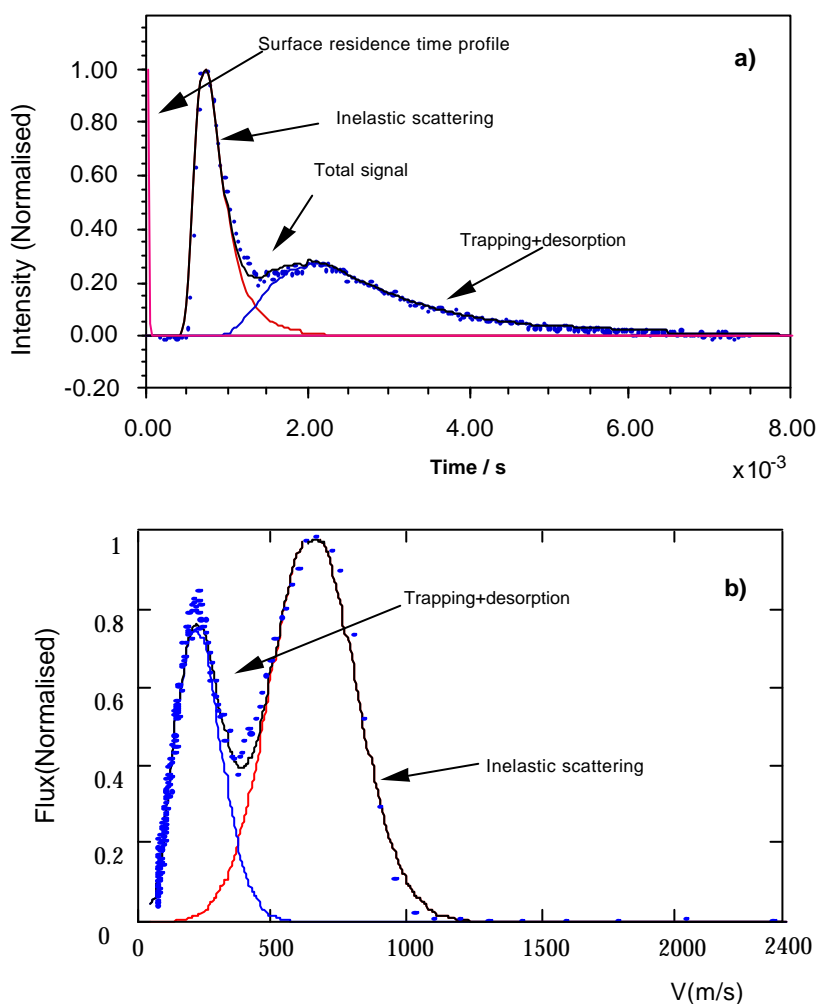 Surface residence time profile
a)
Inelastic scattering
Total signal
Trapping+desorption
Intensity (Normalised)
1.00
0.80
0.60
0.40
0.20
0.00
-0.20
0.00 2.00 4.00 6.00 8.00
Time / s
x10-3
b)
Trapping+desorption
Inelastic scattering
Flux(Normalised)
1
0.8
0.6
0.4
0.2
0
0 500 1000 1500 2000 2400
V(m/s)